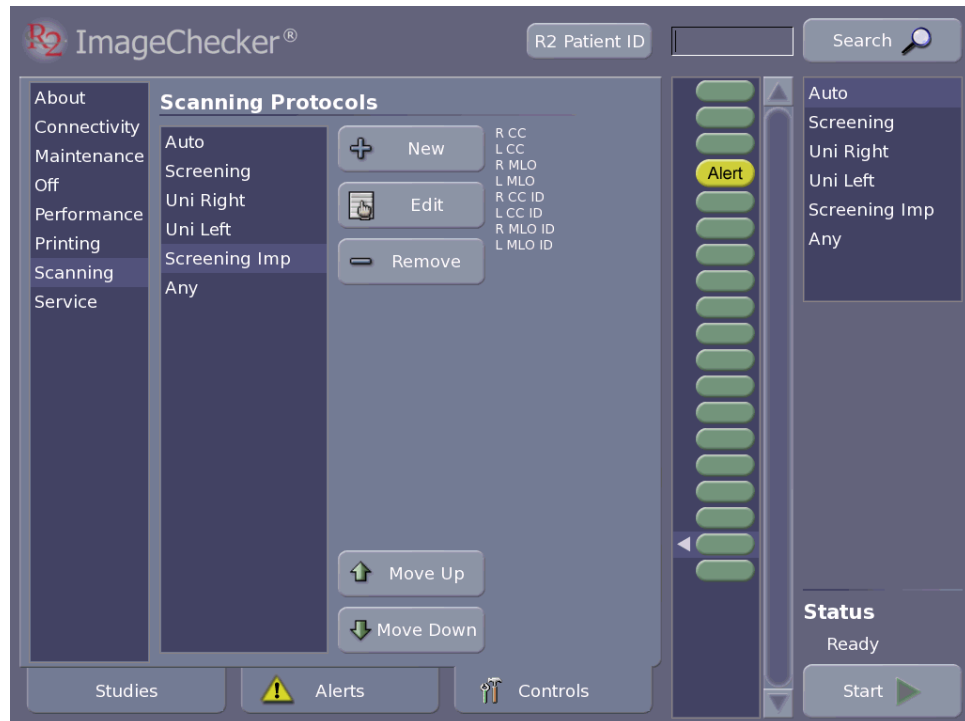 R2 ImageChecker®
R2 Patient ID
Search
About
Connectivity
Maintenance
Off
Performance
Printing
Scanning
Service
Scanning Protocols
Auto
Screening
Uni Right
Uni Left
Screening Imp
Any
New
Edit
Remove
Move Up
Move Down
R CC
L CC
R MLO
L MLO
R CC ID
L CC ID
R MLO ID
L MLO ID
Alert
Auto
Screening
Uni Right
Uni Left
Screening Imp
Any
Status
Ready
Start
Studies
Alerts
Controls